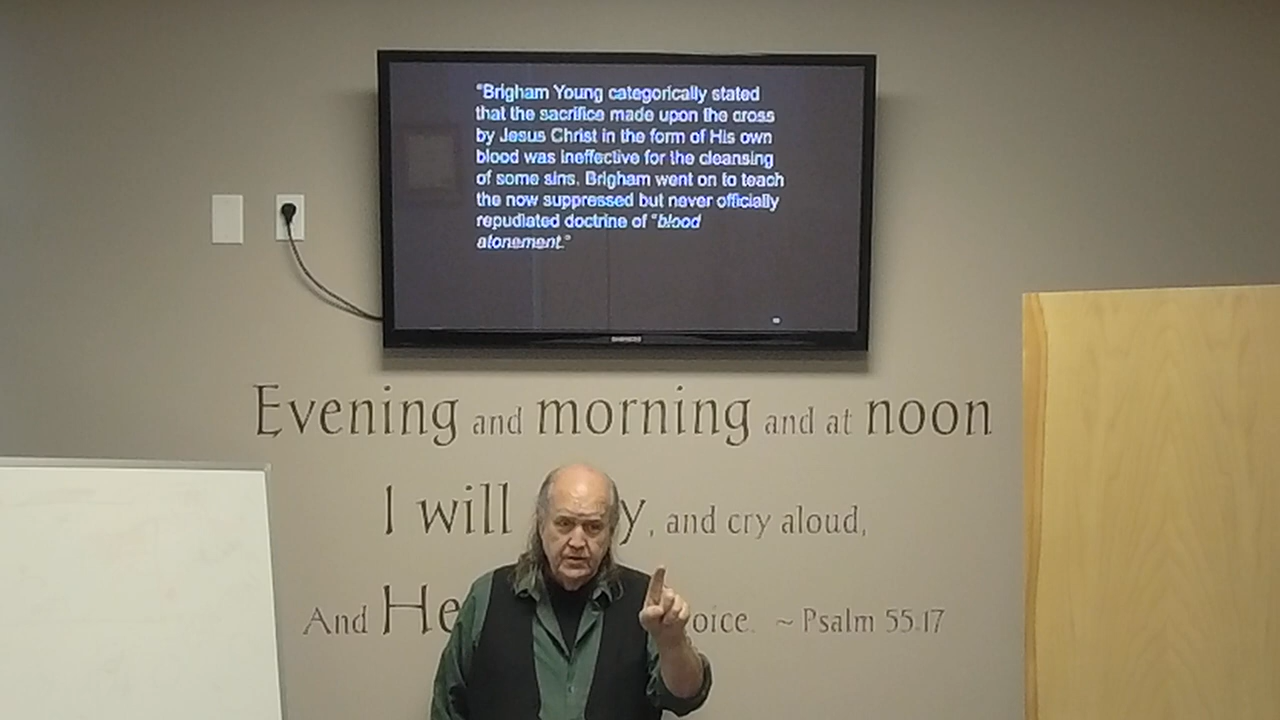 “Brigham Young categorically stated
that the sacrifice made upon the cross
by Jesus Christ in the form of His own
blood was ineffective for the cleansing
of some sins. Brigham went on to teach
the now suppressed but never officially
repudiated doctrine of “blood
atonement.”
Evening and morning and at noon
I will y, and cry aloud,
And He oice. ~ Psalm 55.17